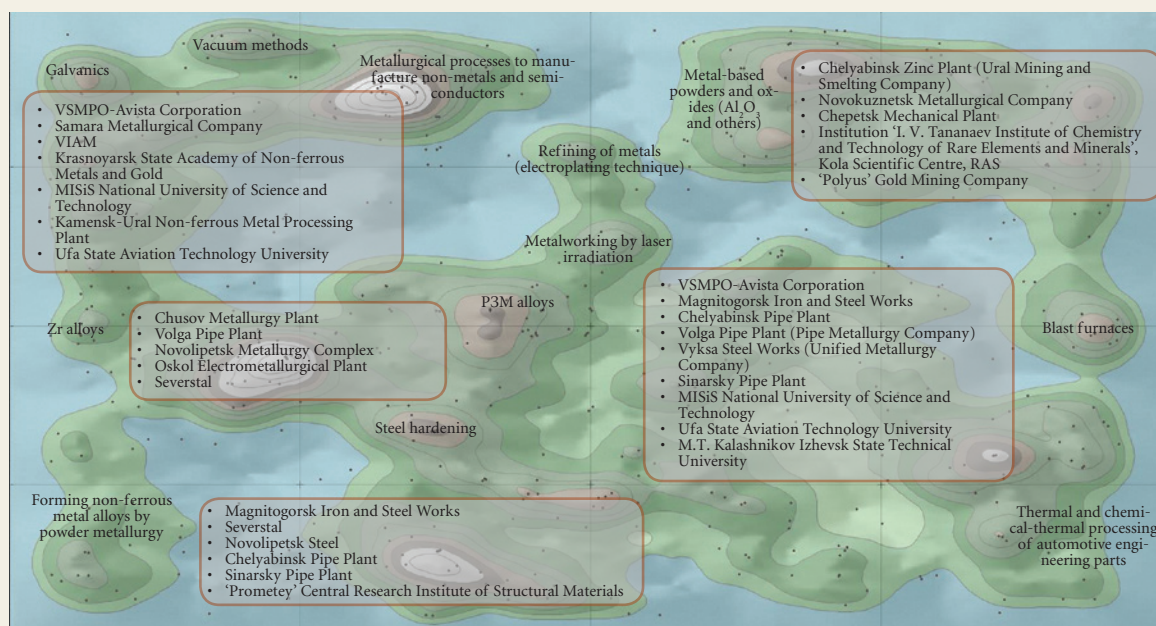 Vacuum methods
Galvanics
Metallurgical processes to manu-
facture non-metals and semi-
conductors
Metal-based
powders and ox-
ides (Al2O3
and others)
• Chelyabinsk Zinc Plant (Ural Mining and
Smelting Company)
• Novokuznetsk Metallurgical Company
• Chepetsk Mechanical Plant
• Institution ‘I. V. Tananaev Institute of Chemistry
and Technology of Rare Elements and Minerals’,
Kola Scientific Centre, RAS
• ‘Polyus’ Gold Mining Company
• VSMPO-Avista Corporation
• Samara Metallurgical Company
• VIAM
• Krasnoyarsk State Academy of Non-ferrous
Metals and Gold
• MISiS National University of Science and
Technology
• Kamensk-Ural Non-ferrous Metal Processing
Plant
• Ufa State Aviation Technology University
Refining of metals
(electroplating technique)
Metalworking by laser
irradiation
P3M alloys
Zr alloys
• Chusov Metallurgy Plant
• Volga Pipe Plant
• Novolipetsk Metallurgy Complex
• Oskol Electrometallurgical Plant
• Severstal
• VSMPO-Avista Corporation
• Magnitogorsk Iron and Steel Works
• Chelyabinsk Pipe Plant
• Volga Pipe Plant (Pipe Metallurgy Company)
• Vyksa Steel Works (Unified Metallurgy
Company)
• Sinarsky Pipe Plant
• MISiS National University of Science and
Technology
• Ufa State Aviation Technology University
• M.T. Kalashnikov Izhevsk State Technical
University
Blast furnaces
Steel hardening
Forming non-ferrous
metal alloys by
powder metallurgy
• Magnitogorsk Iron and Steel Works
• Severstal
• Novolipetsk Steel
• Chelyabinsk Pipe Plant
• Sinarsky Pipe Plant
• ‘Prometey’ Central Research Institute of Structural Materials
Thermal and chemi-
cal-thermal processing
of automotive engi-
neering parts